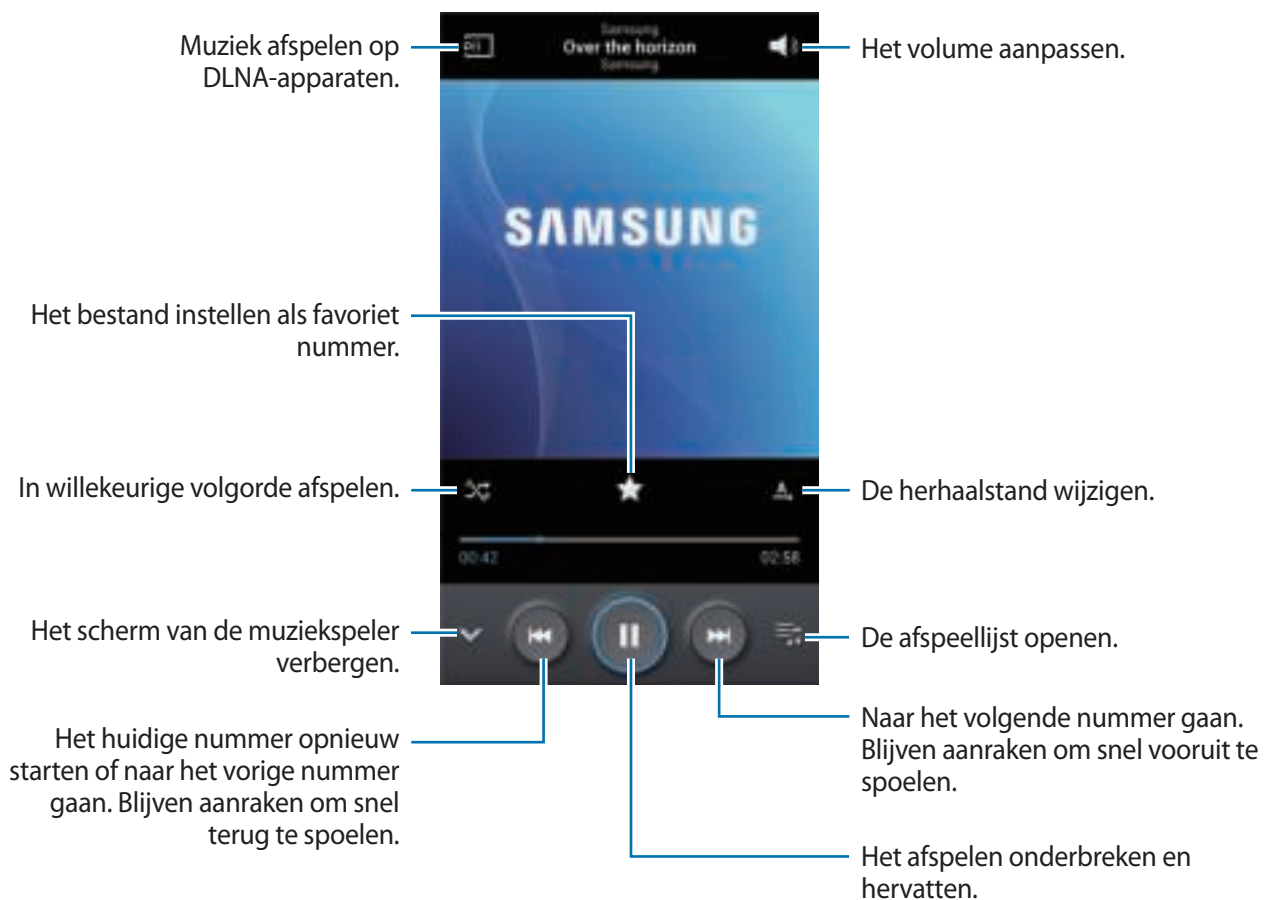 Muziek afspelen op
DLNA-apparaten.
Samsung
Over the horizon
Samsung
Het volume aanpassen.
SAMSUNG
Het bestand instellen als favoriet
nummer.
In willekeurige volgorde afspelen.
A
De herhaalstand wijzigen.
00:42
02:58
Het scherm van de muziekspeler
verbergen.
De afspeellijst openen.
Het huidige nummer opnieuw
starten of naar het vorige nummer
gaan. Blijven aanraken om snel
terug te spoelen.
Naar het volgende nummer gaan.
Blijven aanraken om snel vooruit te
spoelen.
Het afspelen onderbreken en
hervatten.